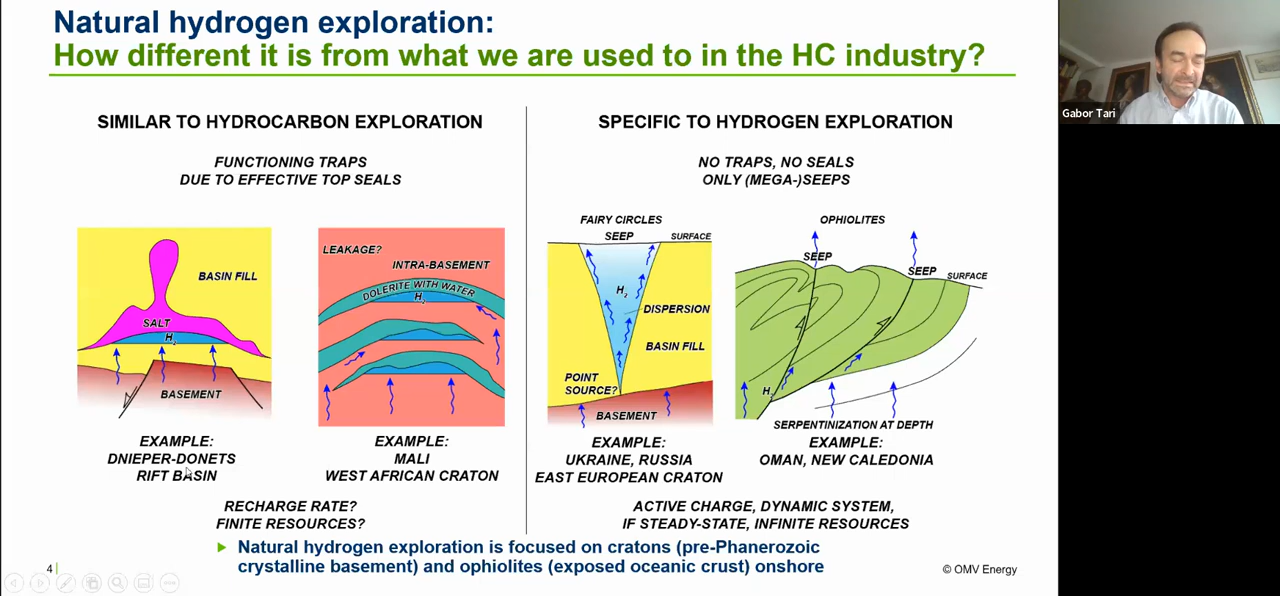 Natural hydrogen exploration:
How different it is from what we are used to in the HC industry?
Gabor Tari
SIMILAR TO HYDROCARBON EXPLORATION
FUNCTIONING TRAPS
DUE TO EFFECTIVE TOP SEALS
BASIN FILL
SALT
H2
BASEMENT
EXAMPLE:
DNIEPER-DONETS
RIFT BASIN
LEAKAGE?
INTRA-BASEMENT
DOLERITE WITH WATER
H2
EXAMPLE:
MALI
WEST AFRICAN CRATON
RECHARGE RATE?
FINITE RESOURCES?
SPECIFIC TO HYDROGEN EXPLORATION
NO TRAPS, NO SEALS
ONLY (MEGA-)SEEPS
FAIRY CIRCLES
SEEP
SURFACE
H2
DISPERSION
BASIN FILL
POINT
SOURCE?
BASEMENT
EXAMPLE:
UKRAINE, RUSSIA
EAST EUROPEAN CRATON
OPHIOLITES
SEEP
SEEP
SURFACE
H2
SERPENTINIZATION AT DEPTH
EXAMPLE:
OMAN, NEW CALEDONIA
ACTIVE CHARGE, DYNAMIC SYSTEM,
IF STEADY-STATE, INFINITE RESOURCES
Natural hydrogen exploration is focused on cratons (pre-Phanerozoic
crystalline basement) and ophiolites (exposed oceanic crust) onshore
4
© OMV Energy